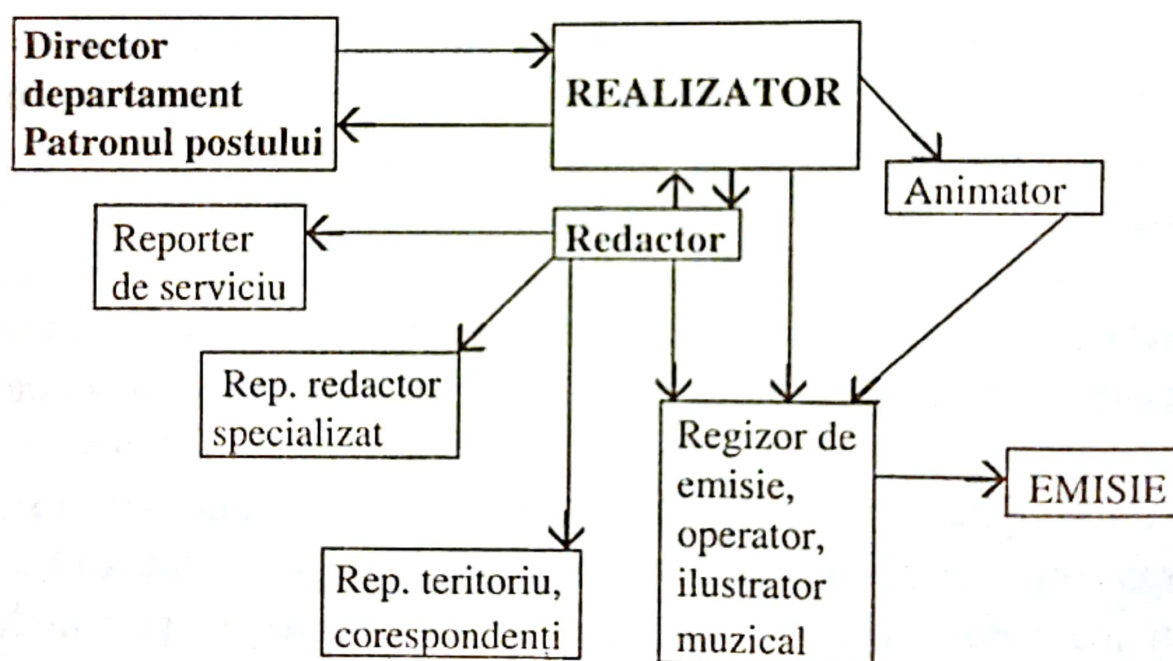 Director
departament
Patronul postului
REALIZATOR
Animator
Reporter
de serviciu
Redactor
Rep. redactor
specializat
Regizor de
emisie,
operator,
ilustrator
muzical
EMISIE
Rep. teritoriu,
corespondenți